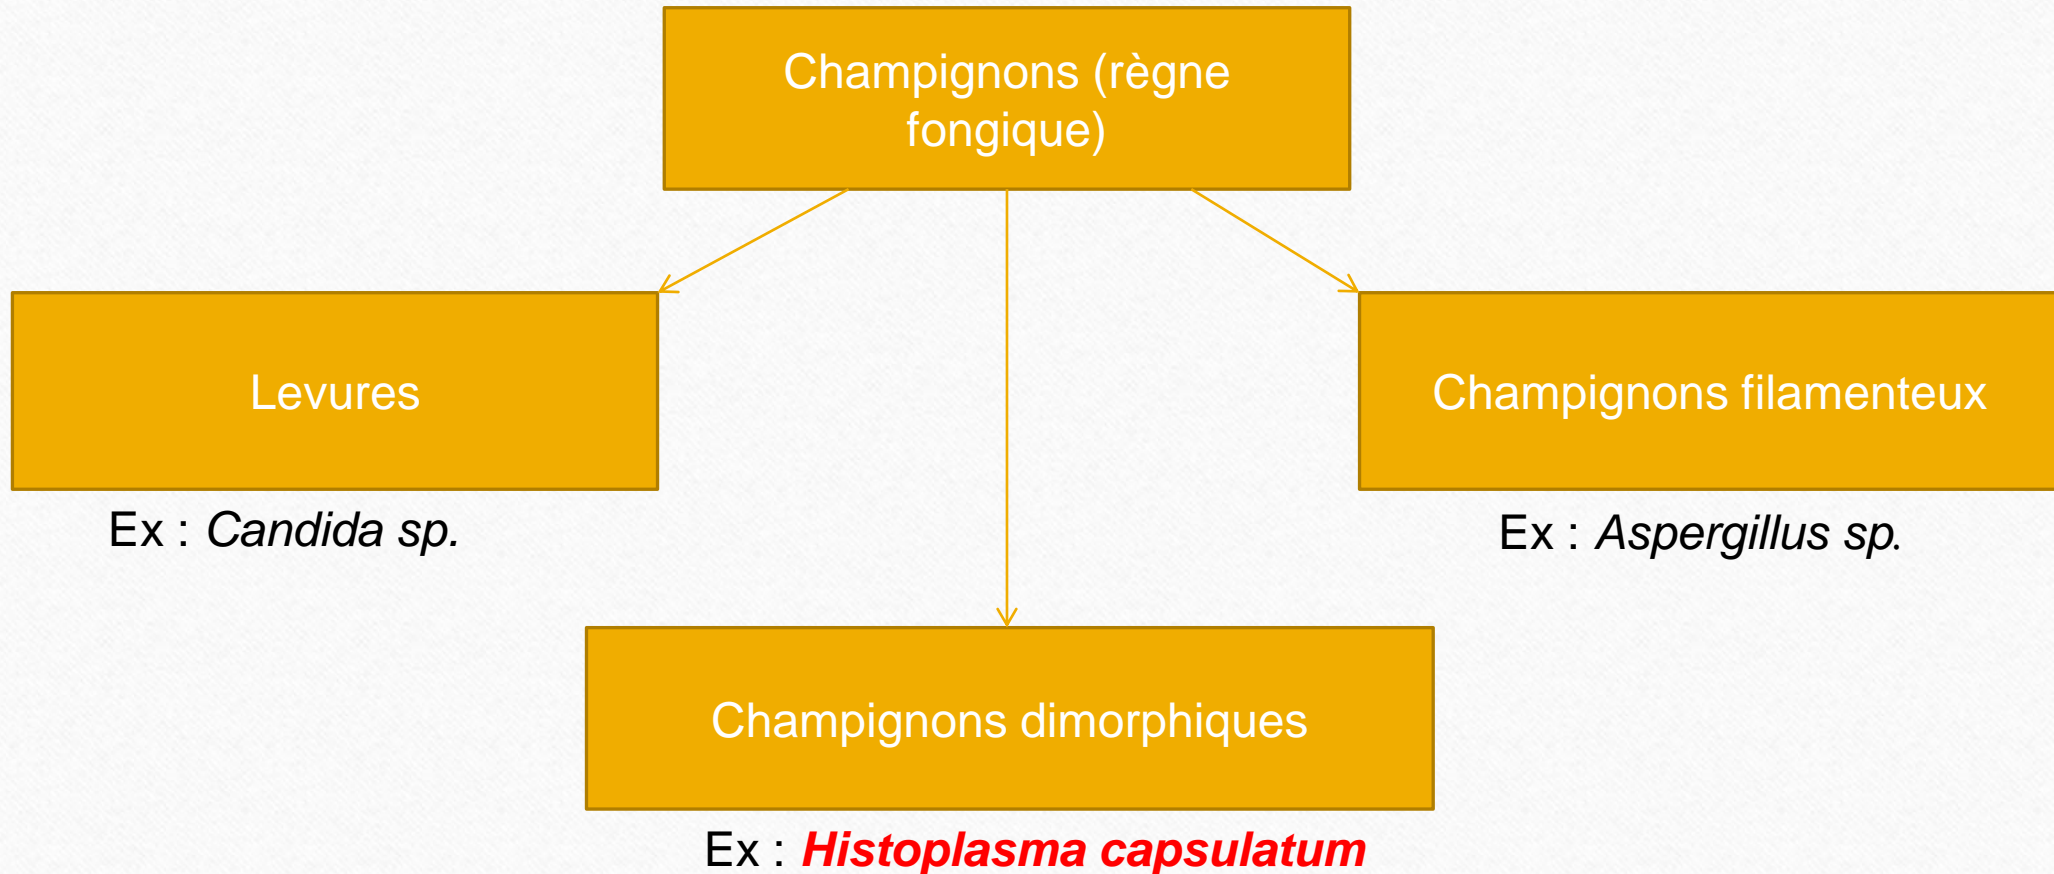 Champignons (règne
fongique)
Levures
Champignons filamenteux
Ex : Candida sp.
Ex : Aspergillus sp.
Champignons dimorphiques
Ex : Histoplasma capsulatum